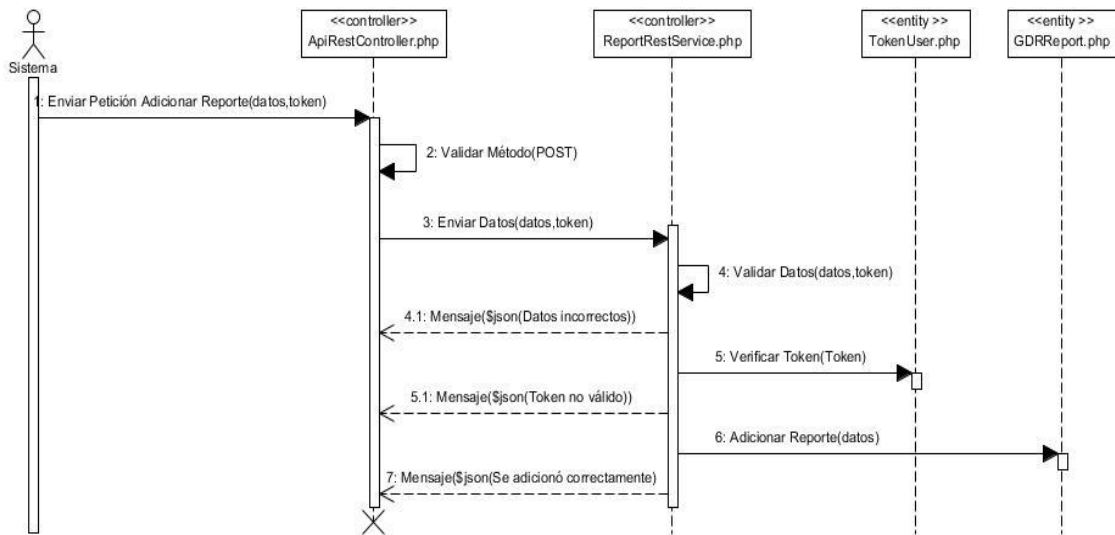 <<controller>>
ApiRestController.php
<<controller>>
ReportRestService.php
<<entity >>
TokenUser.php
<<entity >>
GDRReport.php
Sistema
1: Enviar Petición Adicionar Reporte(datos,token)
2: Validar Método(POST)
3: Enviar Datos(datos,token)
4: Validar Datos(datos,token)
4.1: Mensaje($json(Datos incorrectos))
5: Verificar Token(Token)
5.1: Mensaje($json(Token no válido))
6: Adicionar Reporte(datos)
7: Mensaje($json(Se adicionó correctamente)